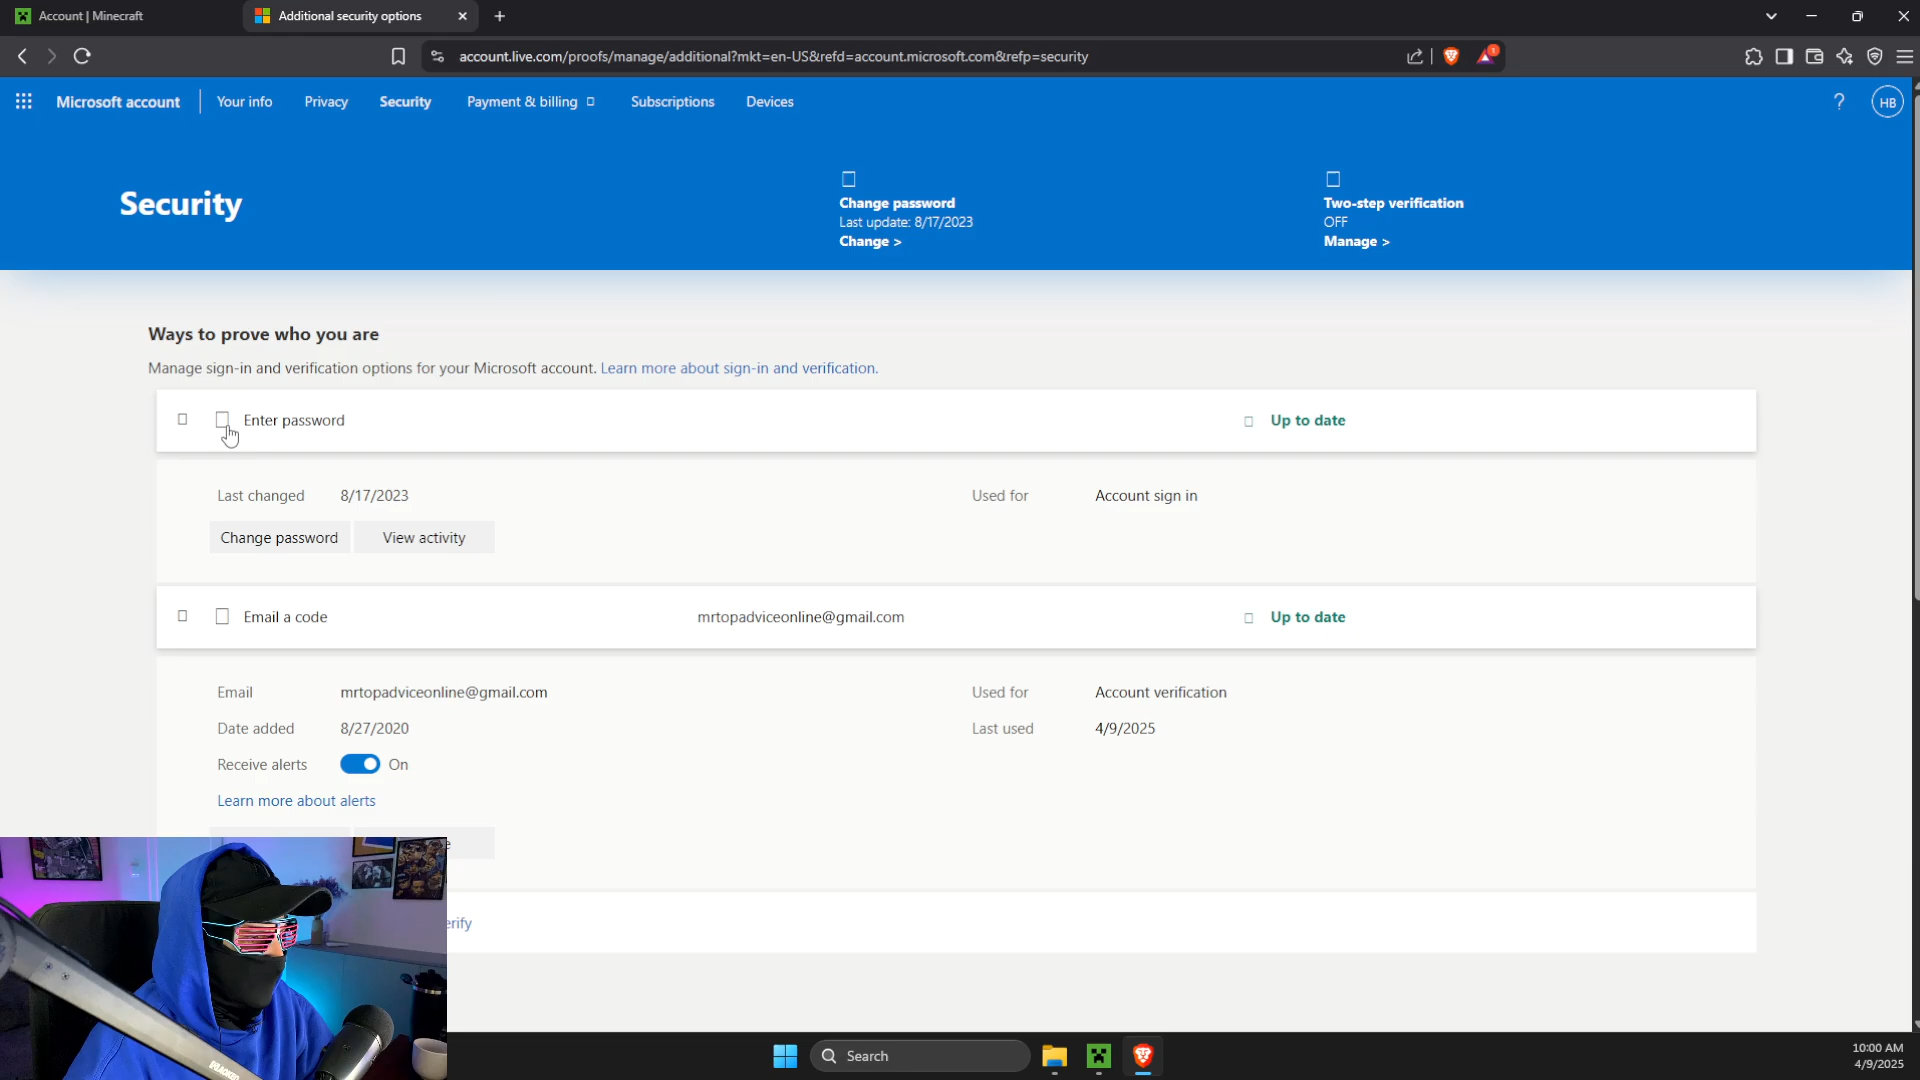 Account | Minecraft
Additional security options
account.live.com/proofs/manage/additional?mkt=en-US&refd=account.microsoft.com&refp=security
1
Microsoft account
Your info
Privacy
Security
Payment & billing
Subscriptions
Devices
?
HB
Security
Change password
Last update: 8/17/2023
Change >
Two-step verification
OFF
Manage >
Ways to prove who you are
Manage sign-in and verification options for your Microsoft account. Learn more about sign-in and verification.
Enter password
Up to date
Last changed 8/17/2023
Used for Account sign in
Change password
View activity
Email a code
mrtopadviceonline@gmail.com
Up to date
Email mrtopadviceonline@gmail.com
Used for Account verification
Date added 8/27/2020
Last used 4/9/2025
Receive alerts On
Learn more about alerts
Search
10:00 AM
4/9/2025